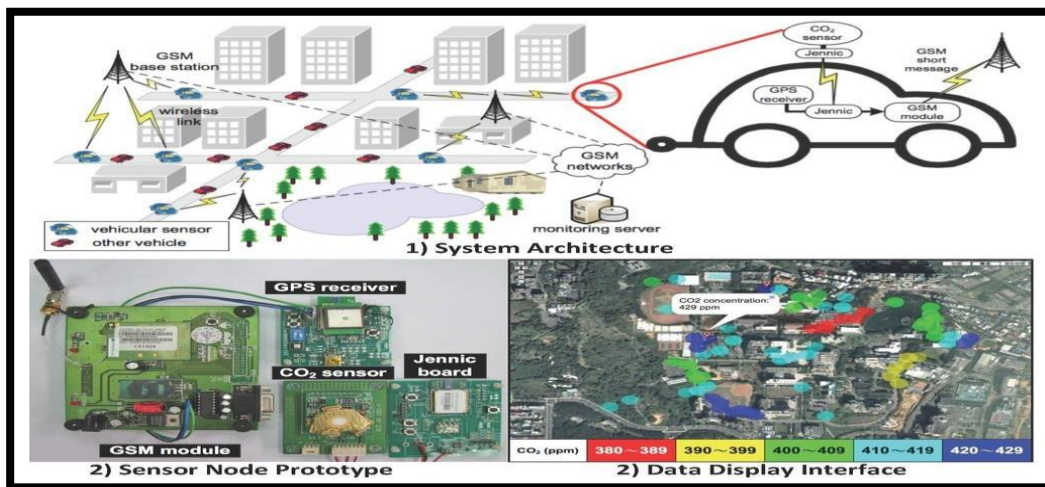 GSM
base station
wireless
link
vehicular sensor
other vehicle
GSM
networks
monitoring server
CO₂
sensor
Jennic
GPS
receiver
Jennic
GSM
module
GSM
short
message
1) System Architecture
GPS receiver
CO₂ sensor
Jennic
board
GSM module
2) Sensor Node Prototype
CO2 concentration:
429 ppm
CO₂ (ppm) 380~389 390~399 400~409 410~419 420~429
2) Data Display Interface